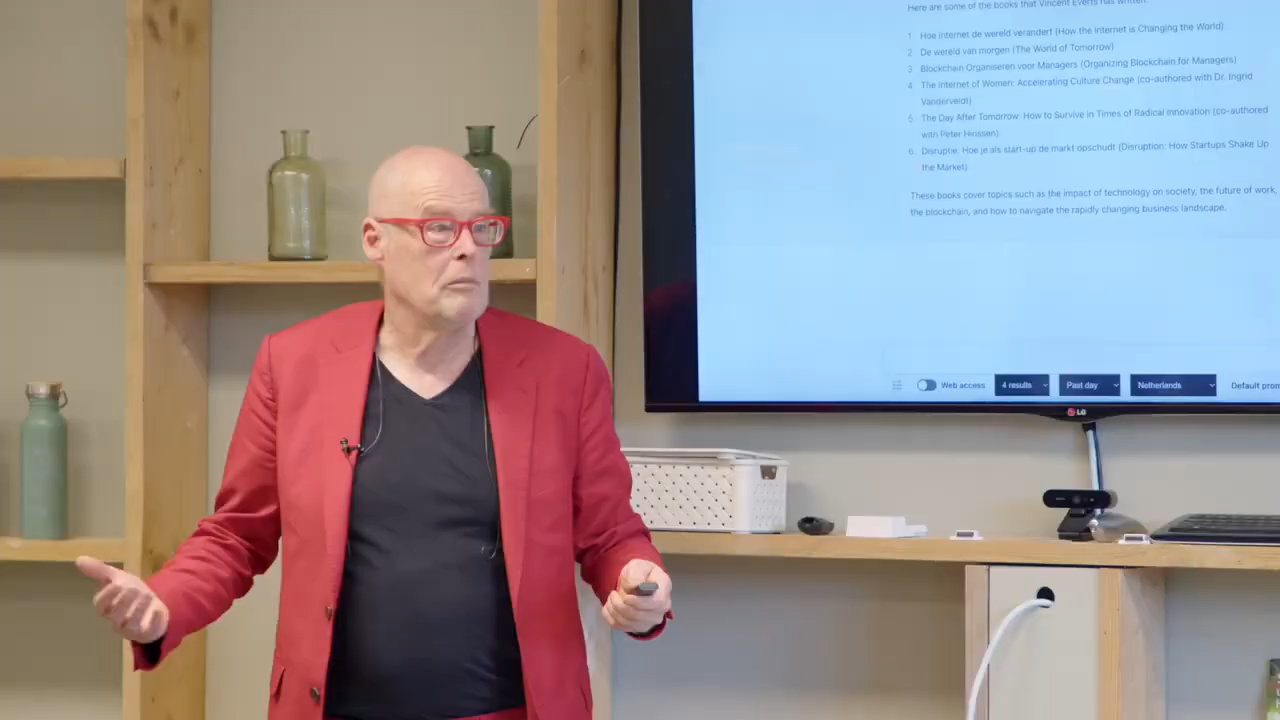 Here are some of the books that Vincent Everts has written
1. Hoe internet de wereld verandert (How the Internet is Changing the World)
2. De wereld van morgen (The World of Tomorrow)
3. Blockchain Organiseren voor Managers (Organizing Blockchain for Managers)
4. The Internet of Women: Accelerating Culture Change (co-authored with Dr. Ingrid
Vanderveldt)
5. The Day After Tomorrow: How to Survive in Times of Radical Innovation (co-authored
with Peter Hinssen)
6. Disruptie: Hoe je als start-up de markt opschudt (Disruption: How Startups Shake Up
the Market)
These books cover topics such as the impact of technology on society, the future of work,
the blockchain, and how to navigate the rapidly changing business landscape.
Web access 4 results Past day Netherlands Default pro
LG